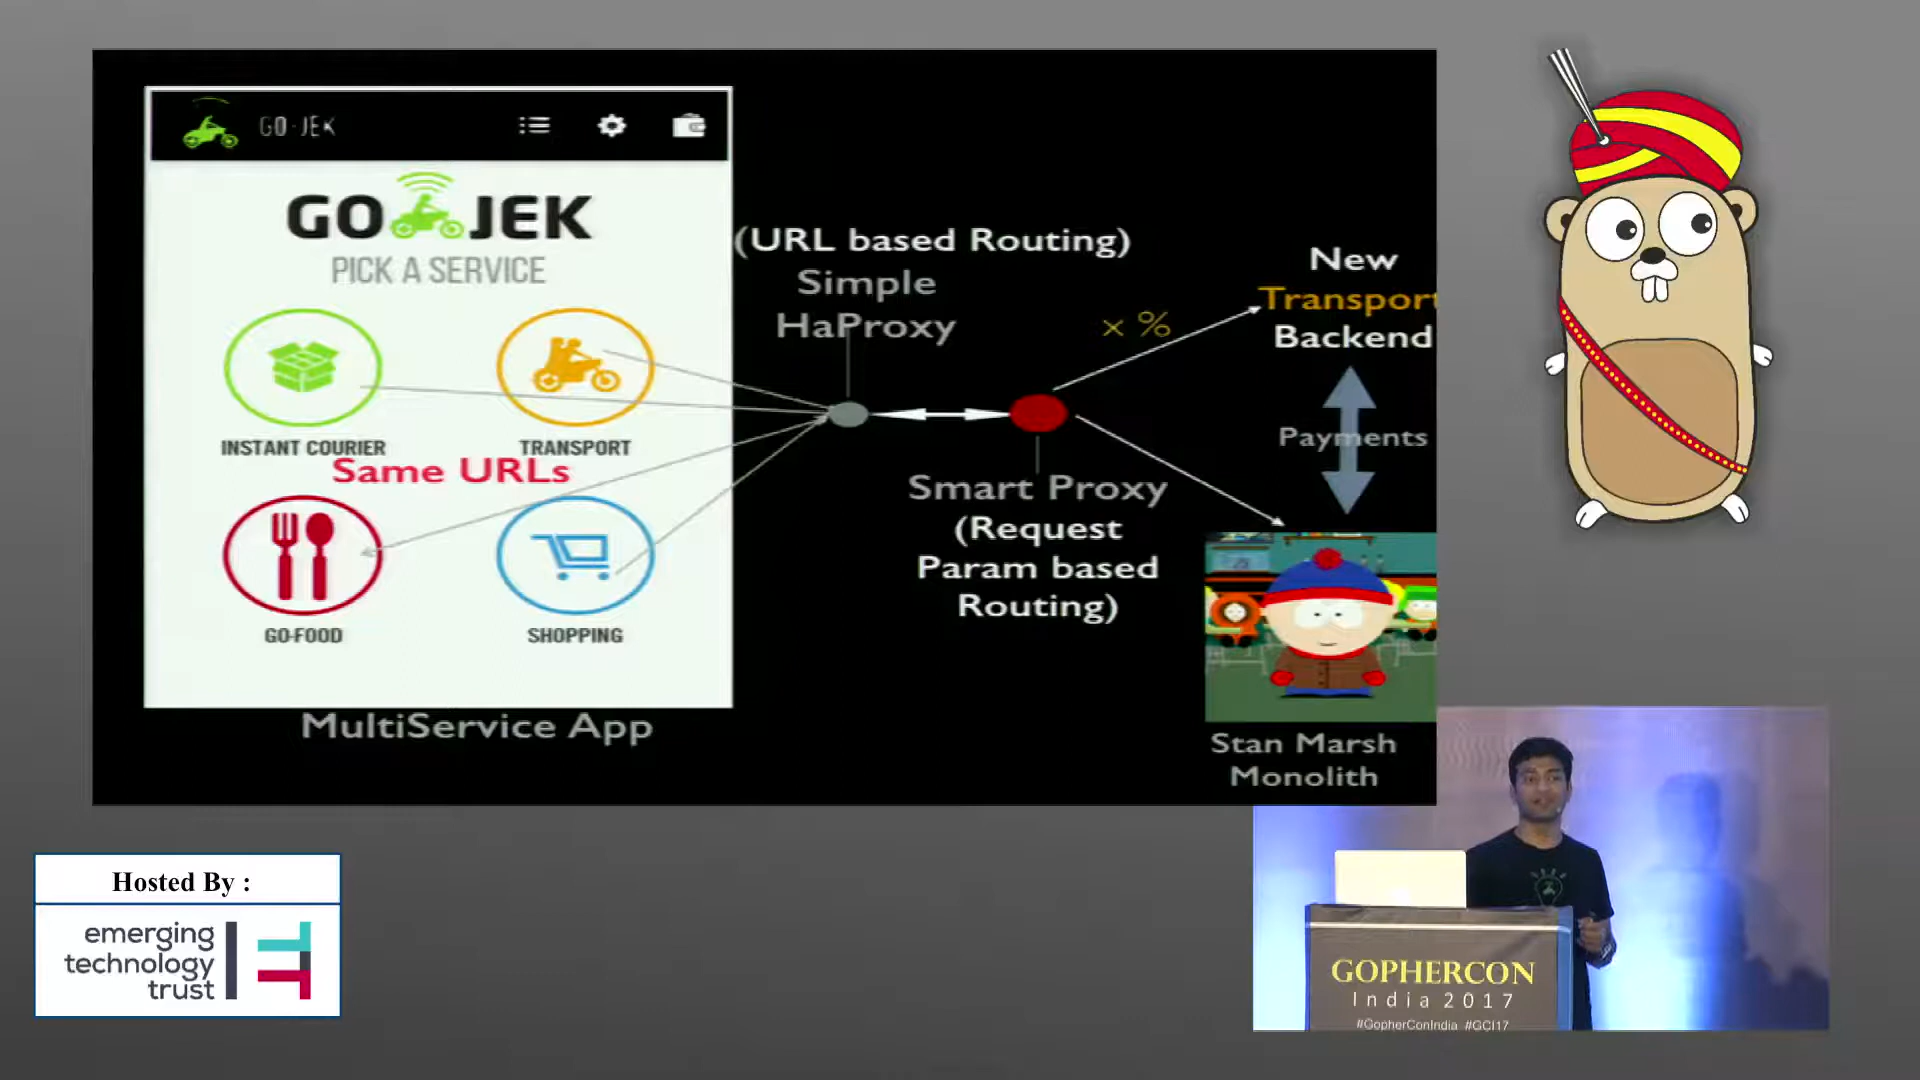 GO-JEK
GO JEK
PICK A SERVICE
INSTANT COURIER
TRANSPORT
Same URLs
GO-FOOD
SHOPPING
MultiService App
(URL based Routing)
Simple
HaProxy
x %
Smart Proxy
(Request
Param based
Routing)
New
Transport
Backend
Payments
Stan Marsh
Monolith
Hosted By :
emerging
technology
trust
GOPHERCON
India 2017
#GopherConIndia #GCI17